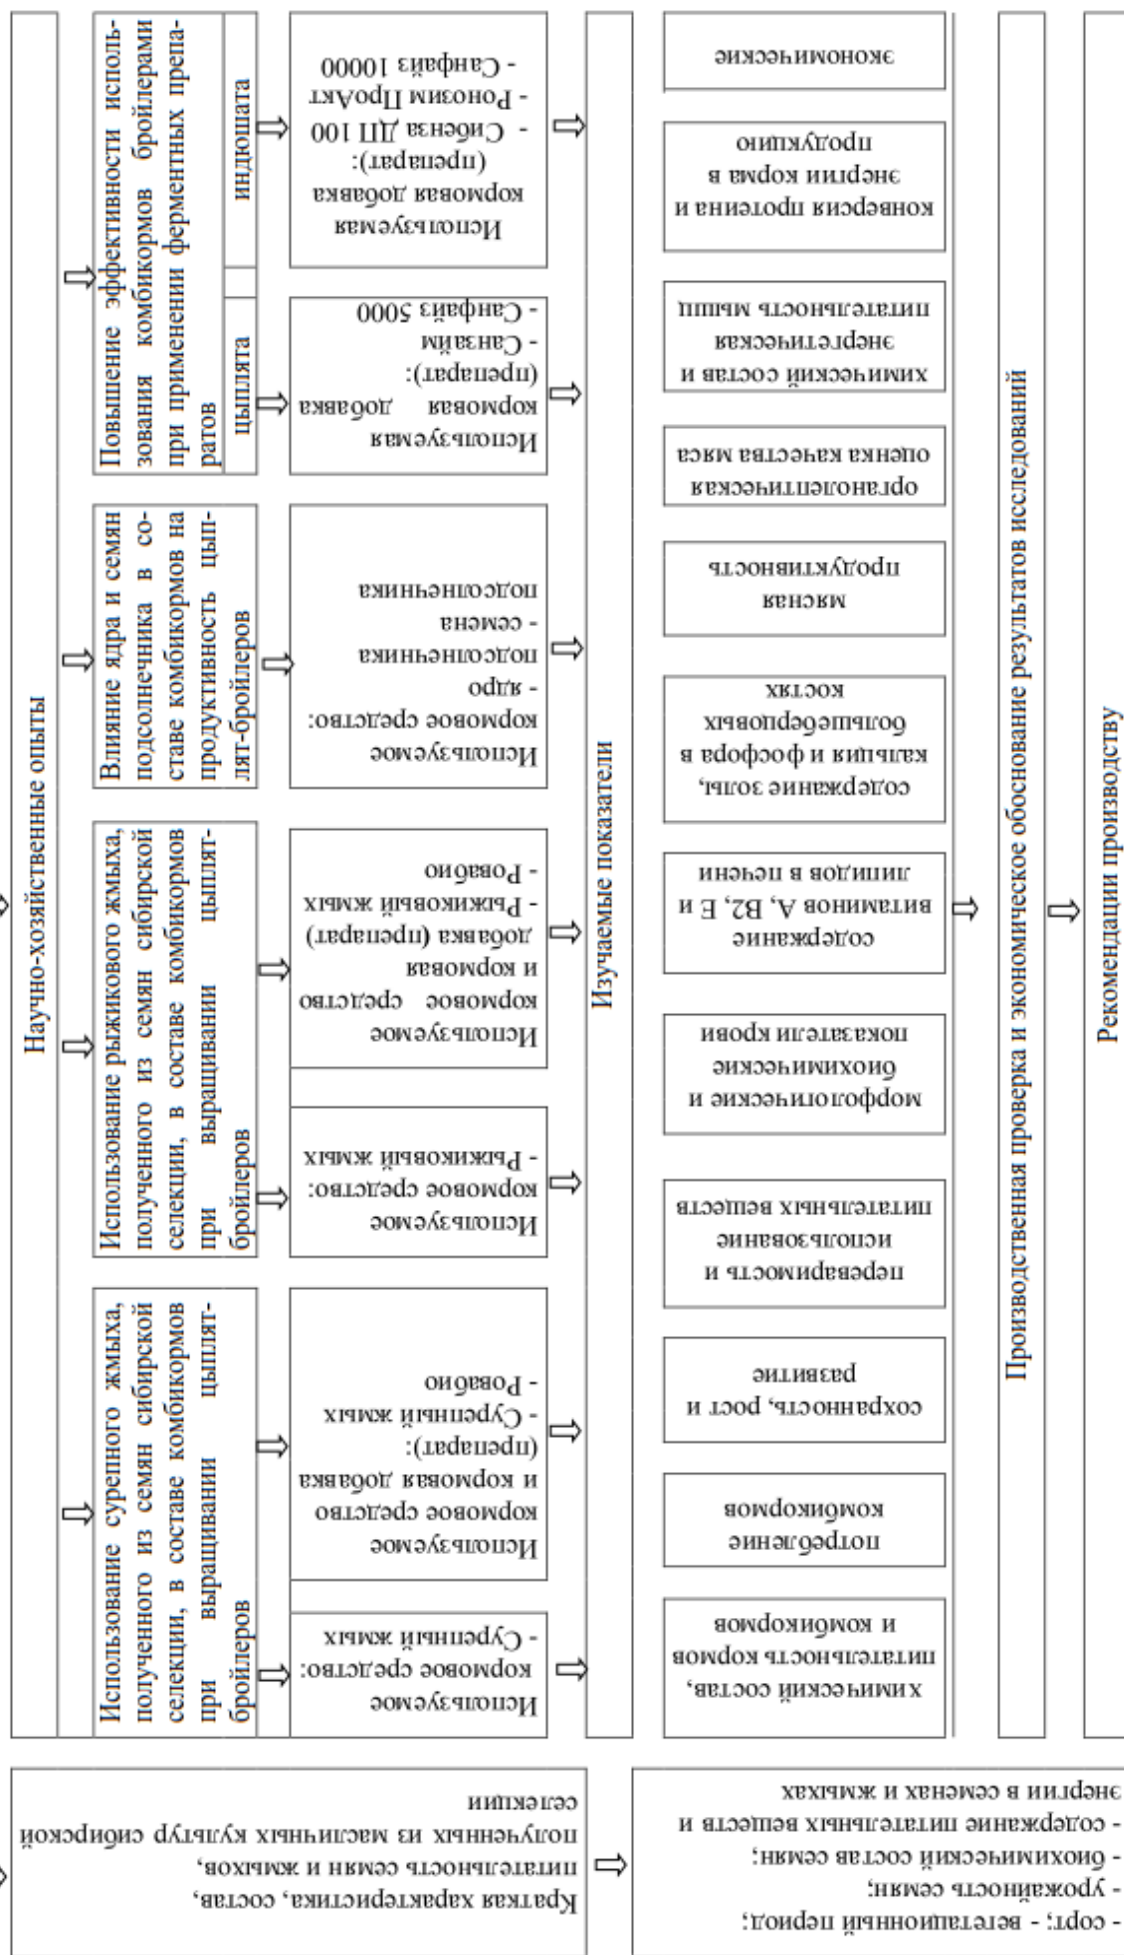 Научно-хозяйственные опыты
Использование сурепного жмыха,
полученного из семян сибирской
селекции, в составе комбикормов
при выращивании цыплят-
бройлеров
Использование рыжикового жмыха,
полученного из семян сибирской
селекции, в составе комбикормов
при выращивании цыплят-
бройлеров
Влияние ядра и семян
подсолнечника в со-
ставе комбикормов на
продуктивность цып-
лят-бройлеров
Повышение эффективности исполь-
зования комбикормов бройлерами
при применении ферментных препа-
ратов
цыплята
индюшата
Используемое
кормовое средство:
- Сурепный жмых
Используемое
кормовое средство
и кормовая добавка
(препарат):
- Сурепный жмых
- Ровабио
Используемое
кормовое средство:
- Рыжиковый жмых
Используемое
кормовое средство
и кормовая
добавка (препарат)
- Рыжиковый жмых
- Ровабио
Используемое
кормовое средство:
- ядро
подсолнечника
- семена
подсолнечника
Используемая
кормовая добавка
(препарат):
- Санзайм
- Санфайз 5000
Используемая
кормовая добавка
(препарат):
- Сибенза ДП 100
- Ронозим ПроАкт
- Санфайз 10000
Изучаемые показатели
химический состав,
питательность кормов
и комбикормов
потребление
комбикормов
сохранность, рост и
развитие
переваримость и
использование
питательных веществ
морфологические и
биохимические
показатели крови
содержание
витаминов А, В2, Е и
липидов в печени
содержание золы,
кальция и фосфора в
большеберцовых
костях
мясная
продуктивность
органолептическая
оценка качества мяса
химический состав и
энергетическая
питательность мышц
конверсия протеина и
энергии корма в
продукцию
экономические
Производственная проверка и экономическое обоснование результатов исследований
Рекомендации производству
Краткая характеристика, состав,
питательность семян и жмыхов,
полученных из масличных культур сибирской
селекции
- сорт; - вегетационный период;
- урожайность семян;
- биохимический состав семян;
- содержание питательных веществ и
энергии в семенах и жмыхах